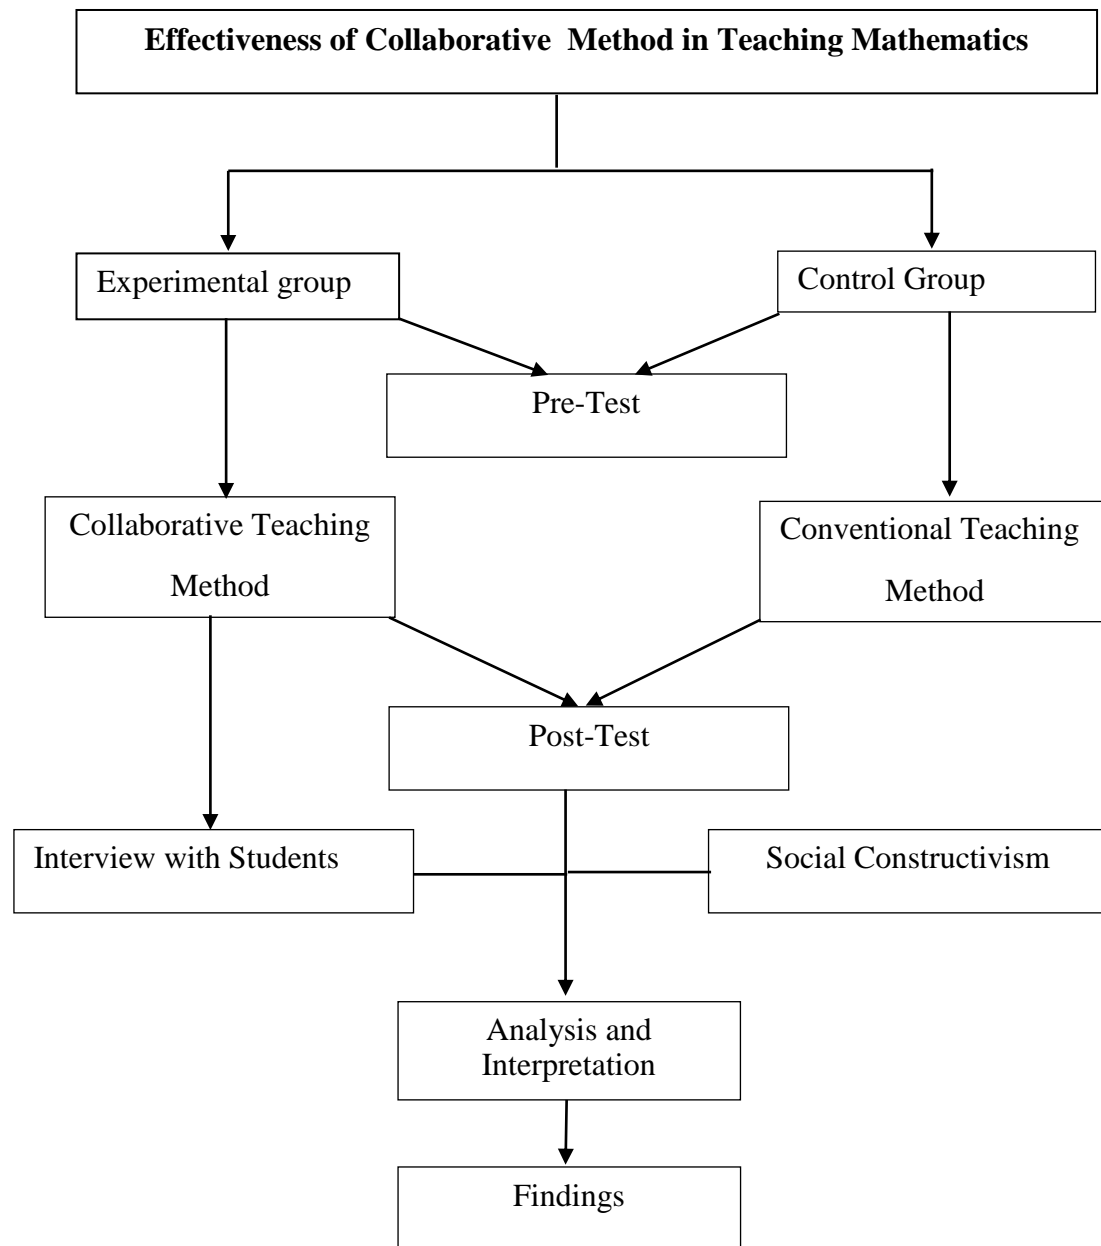 Effectiveness of Collaborative  Method in Teaching Mathematics
Experimental group
Control Group
Pre-Test
Collaborative Teaching
Method
Conventional Teaching
Method
Post-Test
Interview with Students
Social Constructivism
Analysis and
Interpretation
Findings